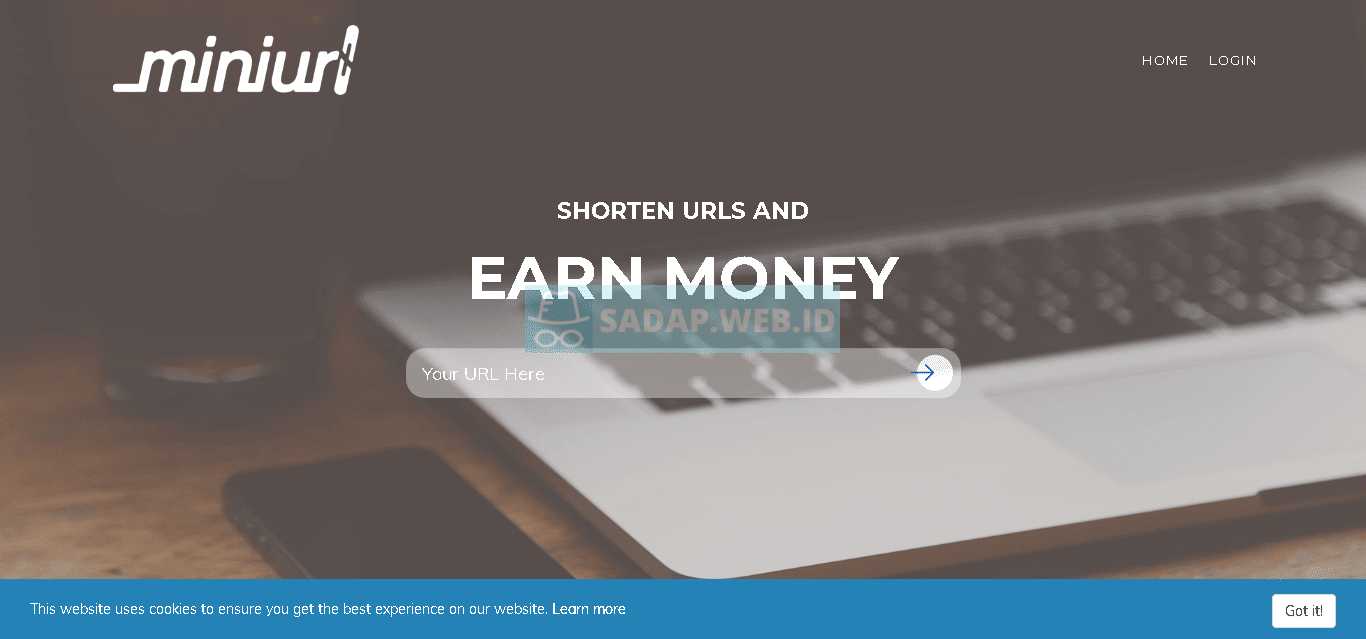 miniurl
HOME LOGIN
SHORTEN URLS AND
EARN MONEY
SADAP.WEB.ID
Your URL Here
This website uses cookies to ensure you get the best experience on our website. Learn more
Got it!